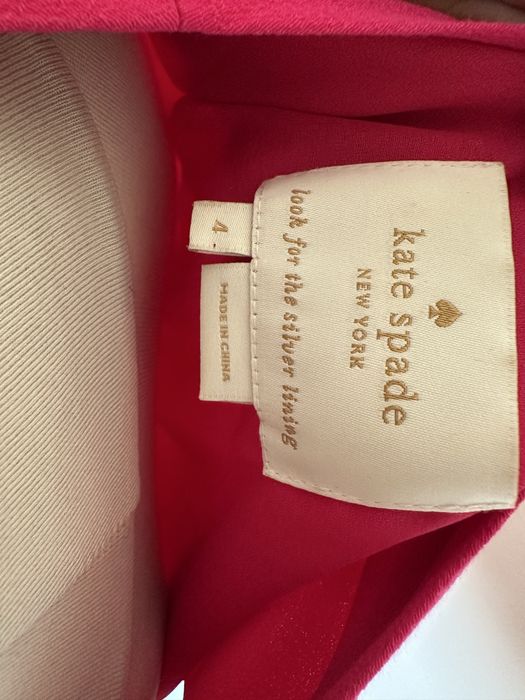 kate spade
NEW YORK
look for the silver lining
4
MADE IN CHINA